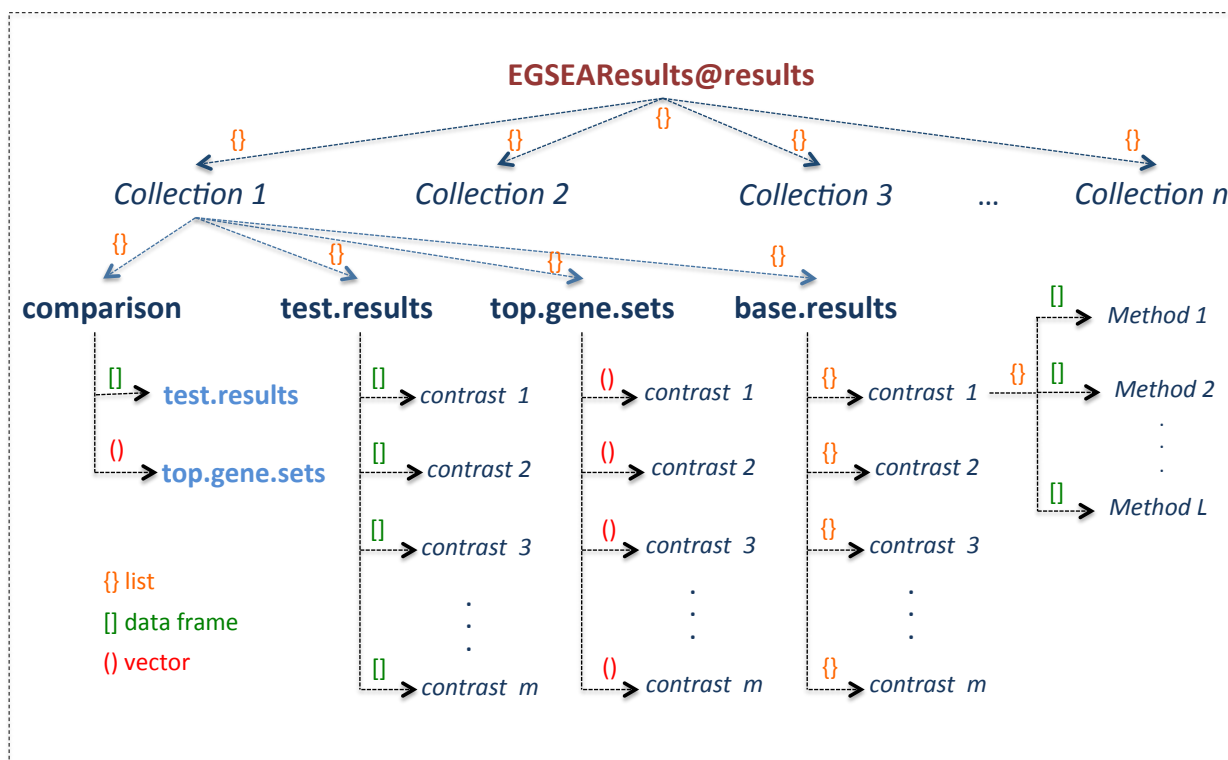 EGSEAResults@results
{} {} {} {} {}
Collection 1 Collection 2 Collection 3 ... Collection n
{} {} {} {}
comparison test.results top.gene.sets base.results
[] Method 1
[] test.results [] contrast 1 () contrast 1 {} contrast 1 {} [] Method 2
() top.gene.sets [] contrast 2 () contrast 2 {} contrast 2
[] Method L
[] contrast 3 () contrast 3 {} contrast 3
{} list
[] data frame
() vector
[] contrast m () contrast m {} contrast m